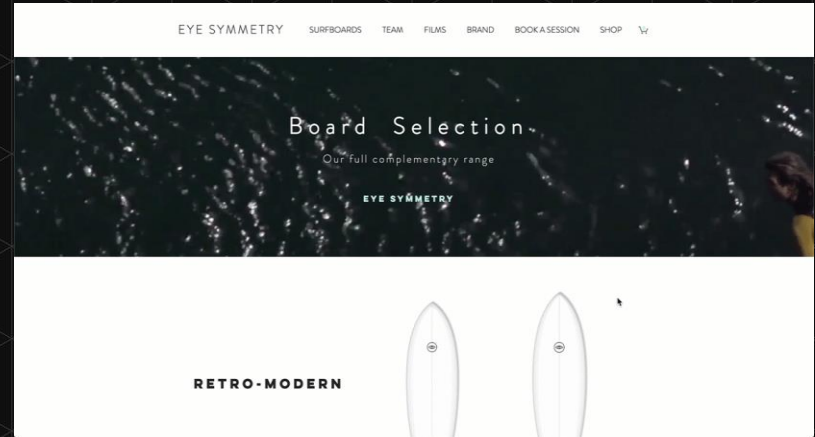 EYE SYMMETRY SURFBOARDS TEAM FILMS BRAND BOOK A SESSION SHOP
Board Selection
Our full complementary range
EYE SYMMETRY
RETRO-MODERN